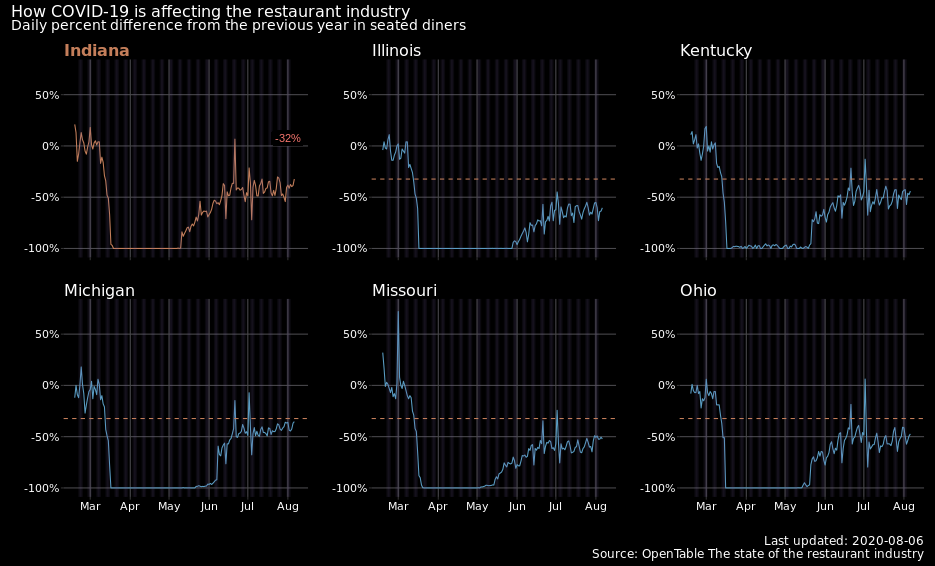 How COVID-19 is affecting the restaurant industry
Daily percent difference from the previous year in seated diners
Indiana
Illinois
Kentucky
50%
50%
50%
0%
-32%
0%
0%
-50%
-50%
-50%
-100%
-100%
-100%
Michigan
Missouri
Ohio
50%
50%
50%
0%
0%
0%
-50%
-50%
-50%
-100%
-100%
-100%
Mar Apr May Jun Jul Aug
Mar Apr May Jun Jul Aug
Mar Apr May Jun Jul Aug
Last updated: 2020-08-06
Source: OpenTable The state of the restaurant industry